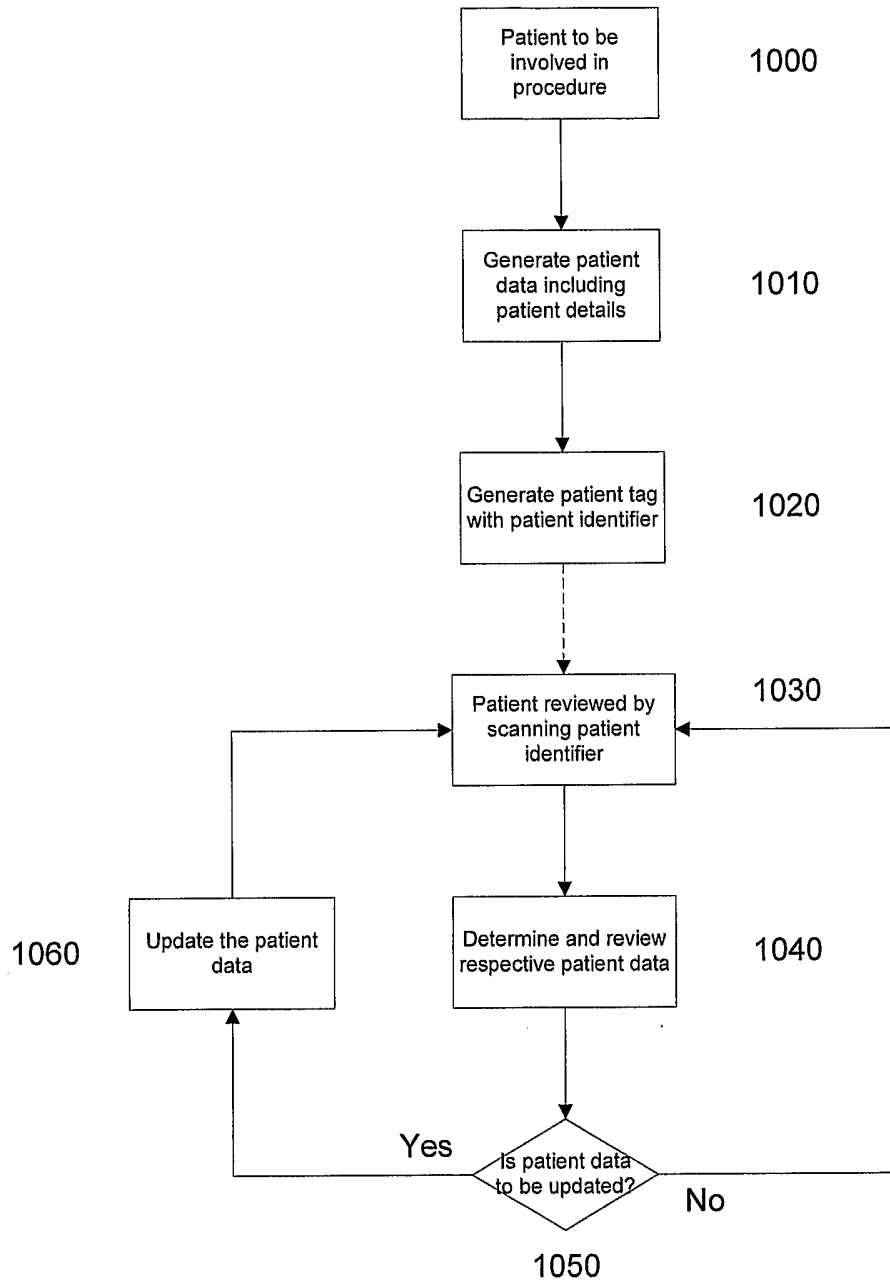 Patient to be
involved in
procedure
1000
Generate patient
data including
patient details
1010
Generate patient tag
with patient identifier
1020
Patient reviewed by
scanning patient
identifier
1030
Update the patient
data
1060
Determine and review
respective patient data
1040
Yes
Is patient data
to be updated?
No
1050